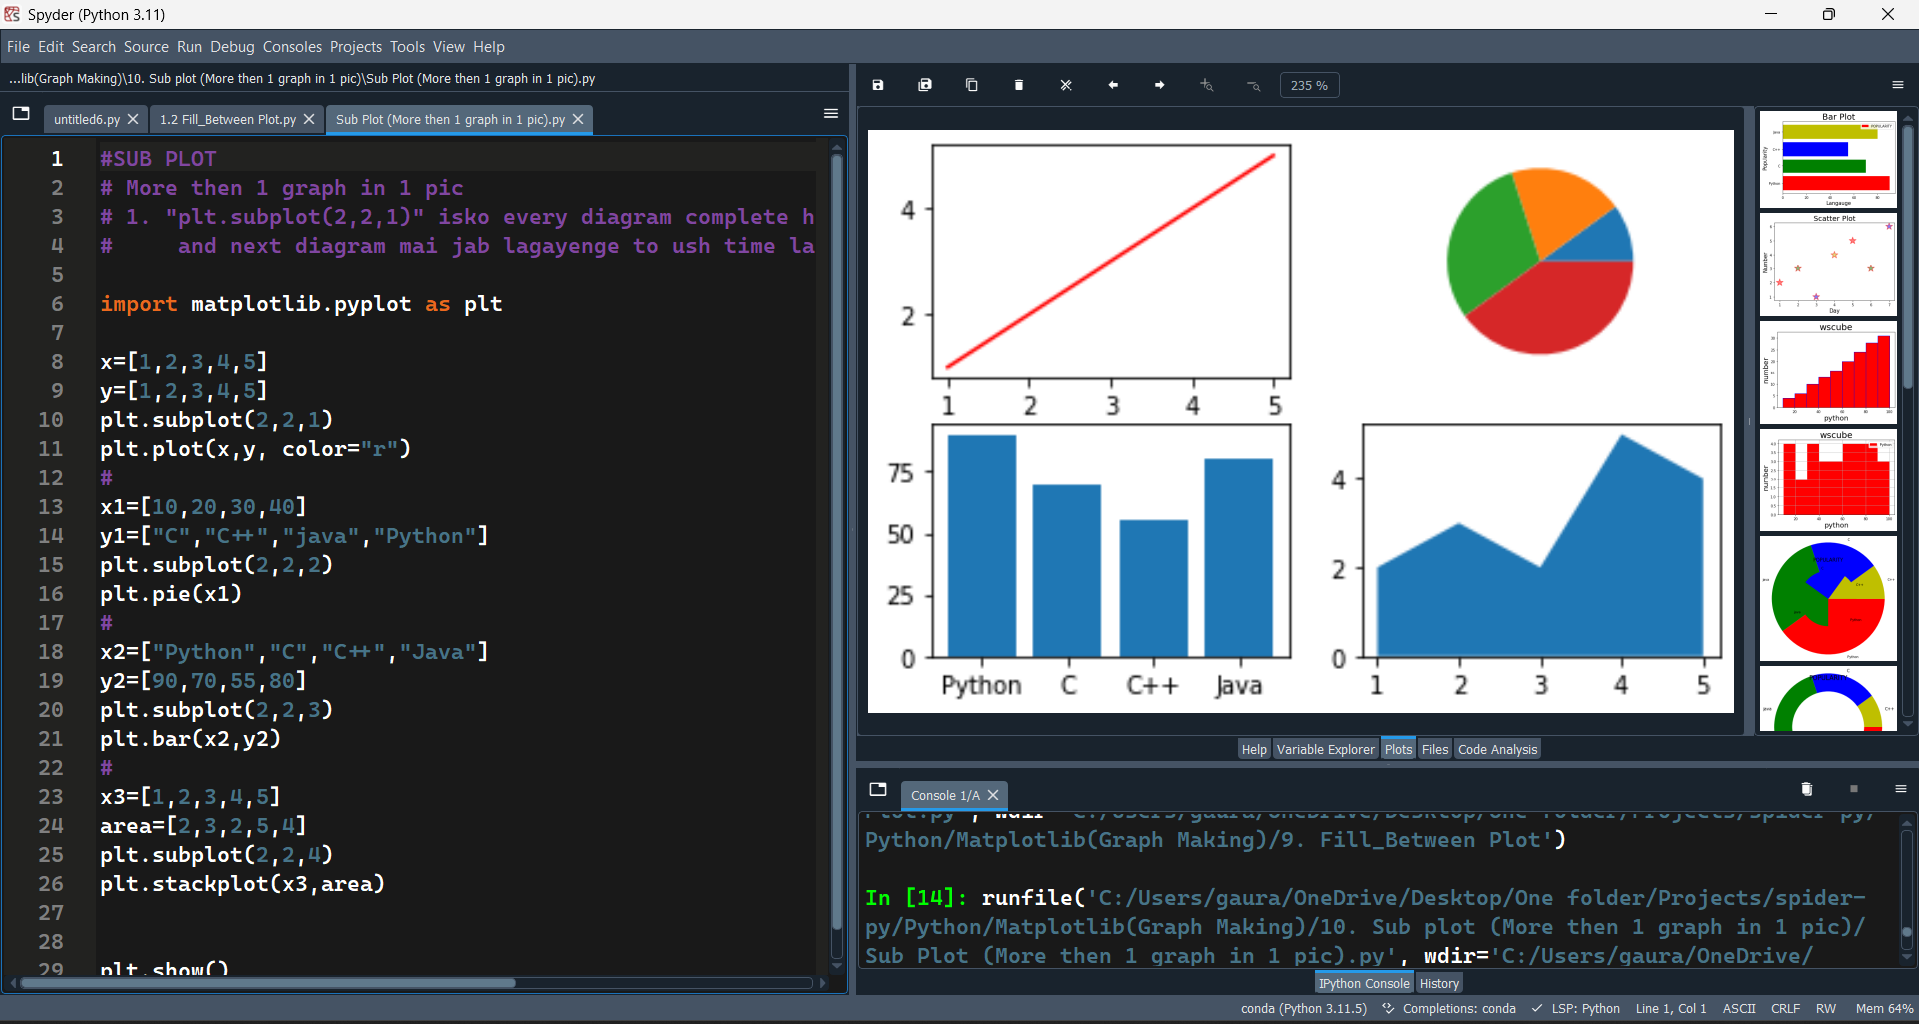 Spyder (Python 3.11)
File Edit Search Source Run Debug Consoles Projects Tools View Help
...lib(Graph Making)\10. Sub plot (More then 1 graph in 1 pic)\Sub Plot (More then 1 graph in 1 pic).py
untitled6.py
1.2 Fill_Between Plot.py
Sub Plot (More then 1 graph in 1 pic).py
1 #SUB PLOT
2 # More then 1 graph in 1 pic
3 # 1. "plt.subplot(2,2,1)" isko every diagram complete h
4 #     and next diagram mai jab lagayenge to ush time la
5
6 import matplotlib.pyplot as plt
7
8 x=[1,2,3,4,5]
9 y=[1,2,3,4,5]
10 plt.subplot(2,2,1)
11 plt.plot(x,y, color="r")
12 #
13 x1=[10,20,30,40]
14 y1=["C","C++","java","Python"]
15 plt.subplot(2,2,2)
16 plt.pie(x1)
17 #
18 x2=["Python","C","C++","Java"]
19 y2=[90,70,55,80]
20 plt.subplot(2,2,3)
21 plt.bar(x2,y2)
22 #
23 x3=[1,2,3,4,5]
24 area=[2,3,2,5,4]
25 plt.subplot(2,2,4)
26 plt.stackplot(x3,area)
27
28
29 plt.show()
235 %
4
2
1 2 3 4 5
75
50
25
0
Python C C++ Java
4
2
0
1 2 3 4 5
Bar Plot
POPULARITY
Popularity
Java
C++
C
Python
Langauge
Scatter Plot
Number
Day
wscube
number
python
wscube
Python
number
python
Help Variable Explorer Plots Files Code Analysis
Console 1/A
Python/Matplotlib(Graph Making)/9. Fill_Between Plot')
In [14]: runfile('C:/Users/gaura/OneDrive/Desktop/One folder/Projects/spider-
py/Python/Matplotlib(Graph Making)/10. Sub plot (More then 1 graph in 1 pic)/
Sub Plot (More then 1 graph in 1 pic).py', wdir='C:/Users/gaura/OneDrive/
IPython Console History
conda (Python 3.11.5) Completions: conda LSP: Python Line 1, Col 1 ASCII CRLF RW Mem 64%